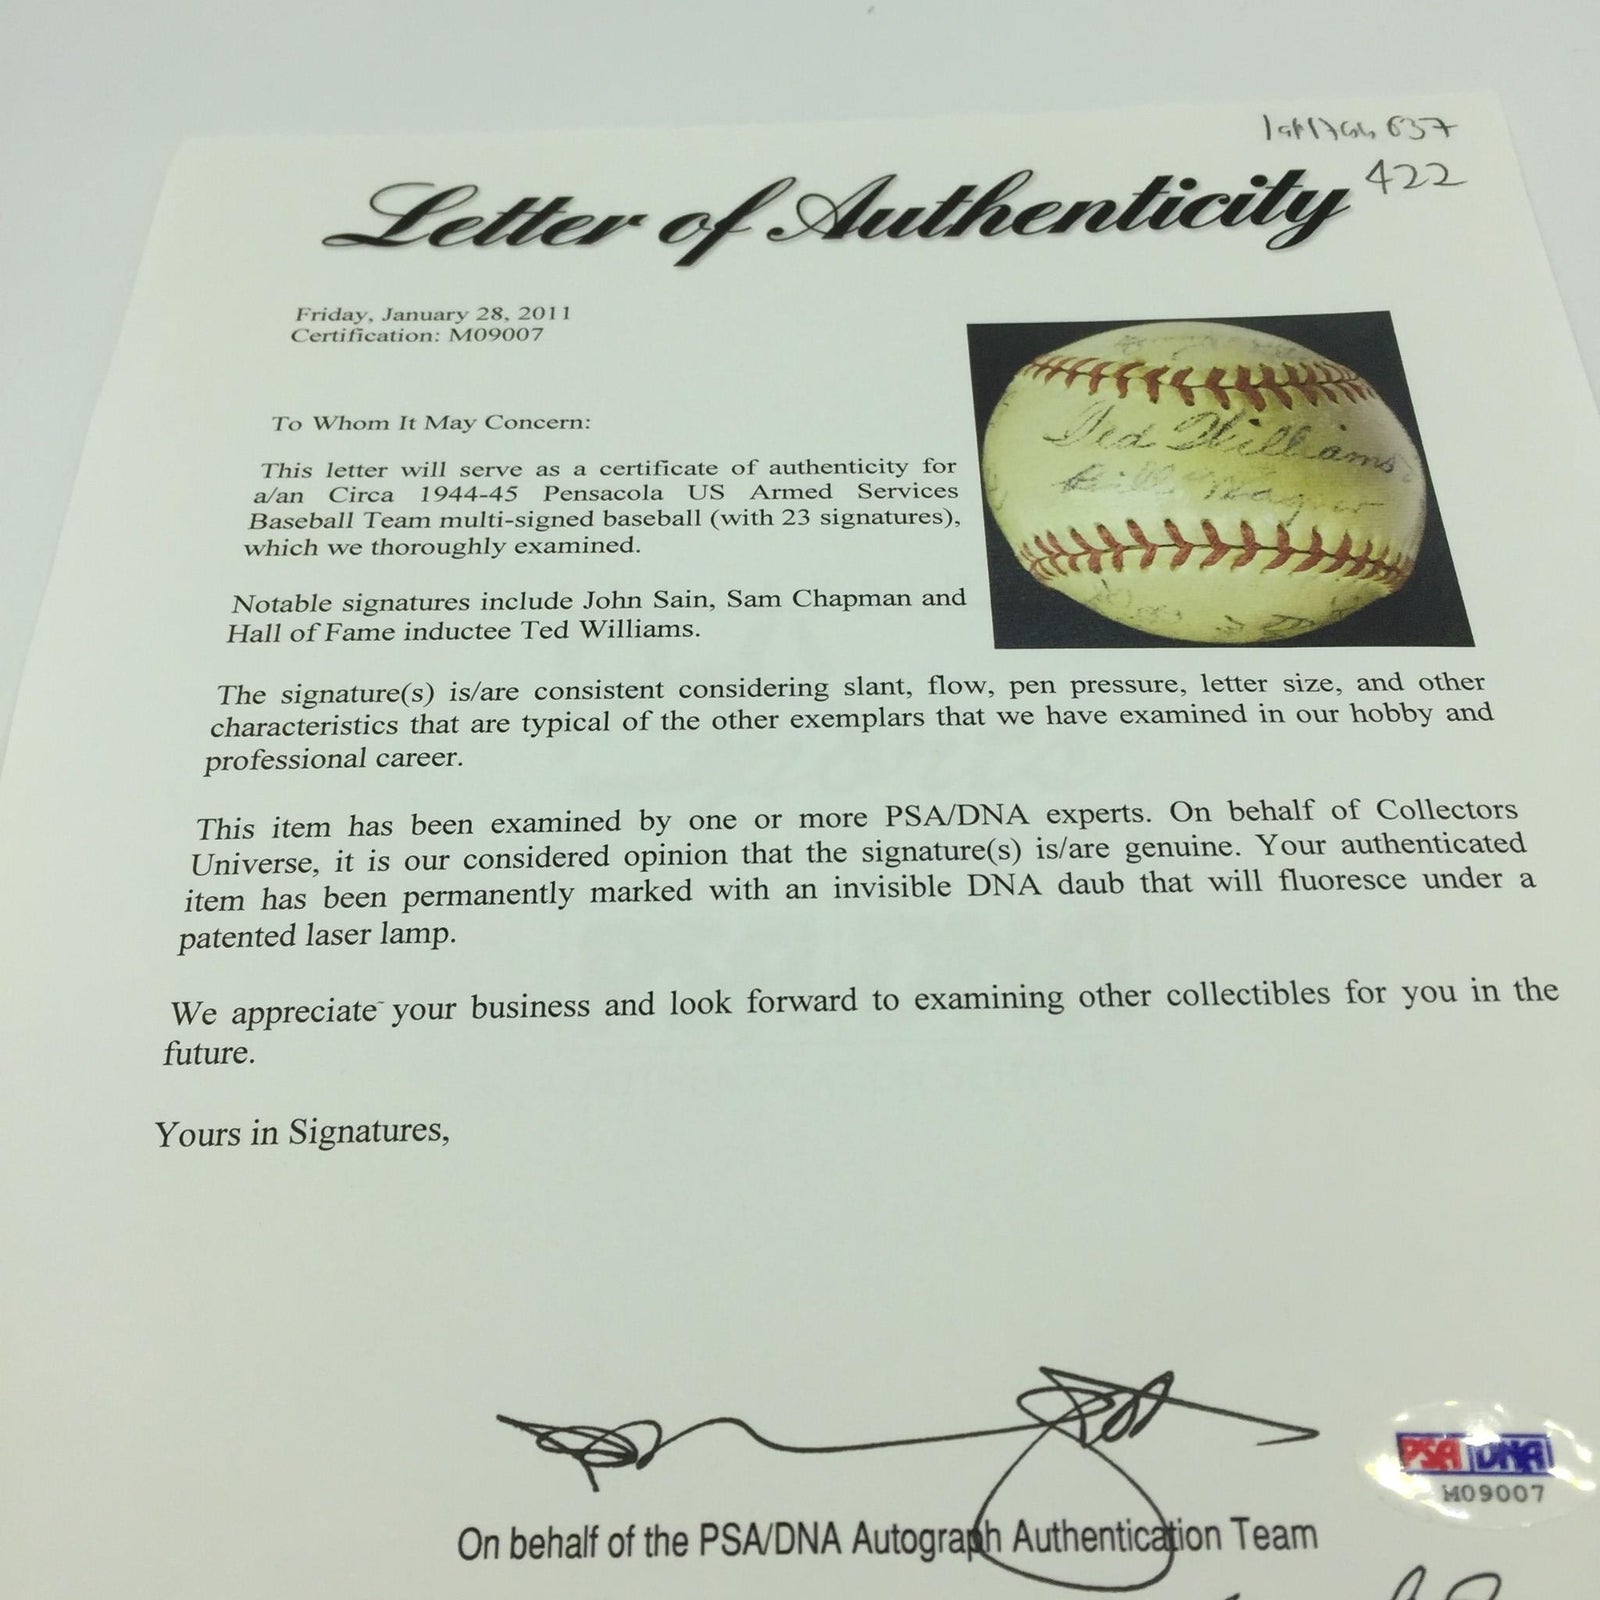 637
422
Letter of Authenticity
Friday, January 28, 2011
Certification: M09007
To Whom It May Concern:
This letter will serve as a certificate of authenticity for
a/an Circa 1944-45 Pensacola US Armed Services
Baseball Team multi-signed baseball (with 23 signatures),
which we thoroughly examined.
Ted Williams
Notable signatures include John Sain, Sam Chapman and
Hall of Fame inductee Ted Williams.
The signature(s) is/are consistent considering slant, flow, pen pressure, letter size, and other
characteristics that are typical of the other exemplars that we have examined in our hobby and
professional career.
This item has been examined by one or more PSA/DNA experts. On behalf of Collectors
Universe, it is our considered opinion that the signature(s) is/are genuine. Your authenticated
item has been permanently marked with an invisible DNA daub that will fluoresce under a
patented laser lamp.
We appreciate your business and look forward to examining other collectibles for you in the
future.
Yours in Signatures,
PSA DNA
M09007
On behalf of the PSA/DNA Autograph Authentication Team